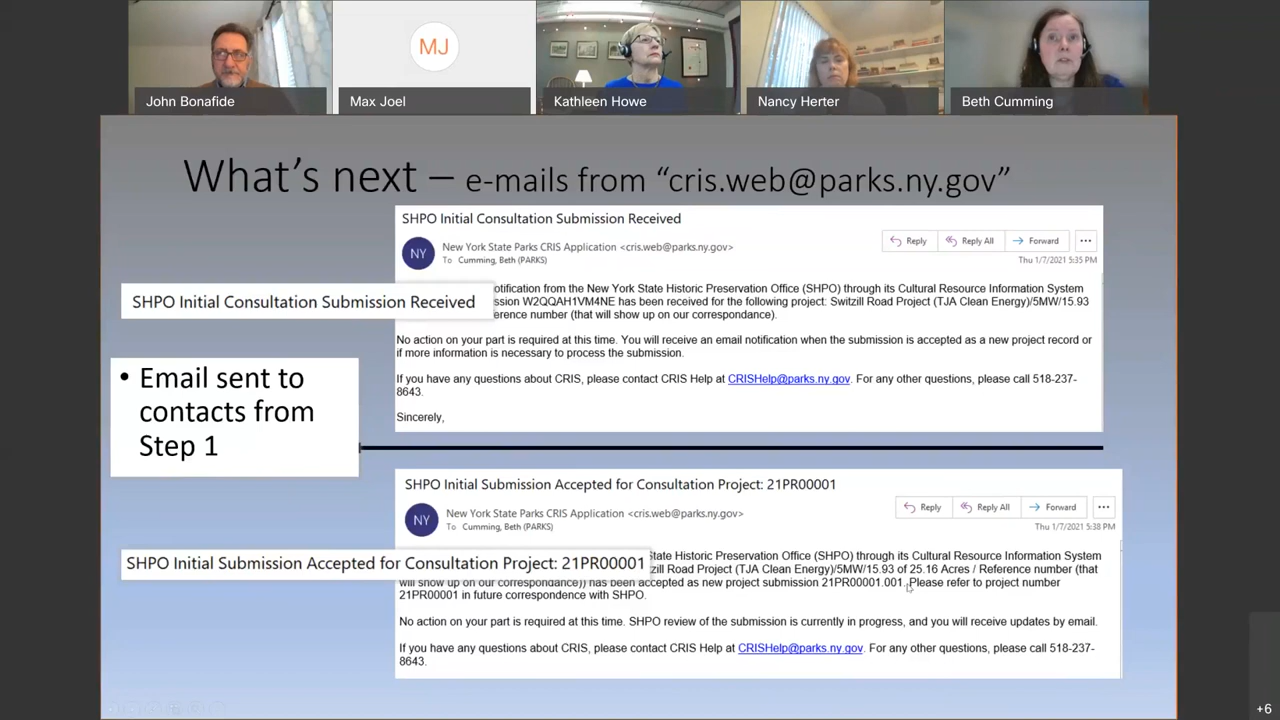 MJ
John Bonafide
Max Joel
Kathleen Howe
Nancy Herter
Beth Cumming
What's next – e-mails from “cris.web@parks.ny.gov”
SHPO Initial Consultation Submission Received
NY
New York State Parks CRIS Application <cris.web@parks.ny.gov>
To Cumming, Beth (PARKS)
Reply
Reply All
Forward
Thu 1/7/2021 5:35 PM
SHPO Initial Consultation Submission Received
otification from the New York State Historic Preservation Office (SHPO) through its Cultural Resource Information System
ssion W2QQAH1VM4NE has been received for the following project: Switzill Road Project (TJA Clean Energy)/5MW/15.93
erence number (that will show up on our correspondence).
No action on your part is required at this time. You will receive an email notification when the submission is accepted as a new project record or
if more information is necessary to process the submission.
If you have any questions about CRIS, please contact CRIS Help at CRISHelp@parks.ny.gov. For any other questions, please call 518-237-
8643.
Sincerely,
• Email sent to
contacts from
Step 1
SHPO Initial Submission Accepted for Consultation Project: 21PR00001
NY
New York State Parks CRIS Application <cris.web@parks.ny.gov>
To Cumming, Beth (PARKS)
Reply
Reply All
Forward
Thu 1/7/2021 5:38 PM
SHPO Initial Submission Accepted for Consultation Project: 21PR00001
State Historic Preservation Office (SHPO) through its Cultural Resource Information System
zill Road Project (TJA Clean Energy)/5MW/15.93 of 25.16 Acres / Reference number (that
will show up on our correspondence)) has been accepted as new project submission 21PR00001.001. Please refer to project number
21PR00001 in future correspondence with SHPO.
No action on your part is required at this time. SHPO review of the submission is currently in progress, and you will receive updates by email.
If you have any questions about CRIS, please contact CRIS Help at CRISHelp@parks.ny.gov. For any other questions, please call 518-237-
8643.
+6